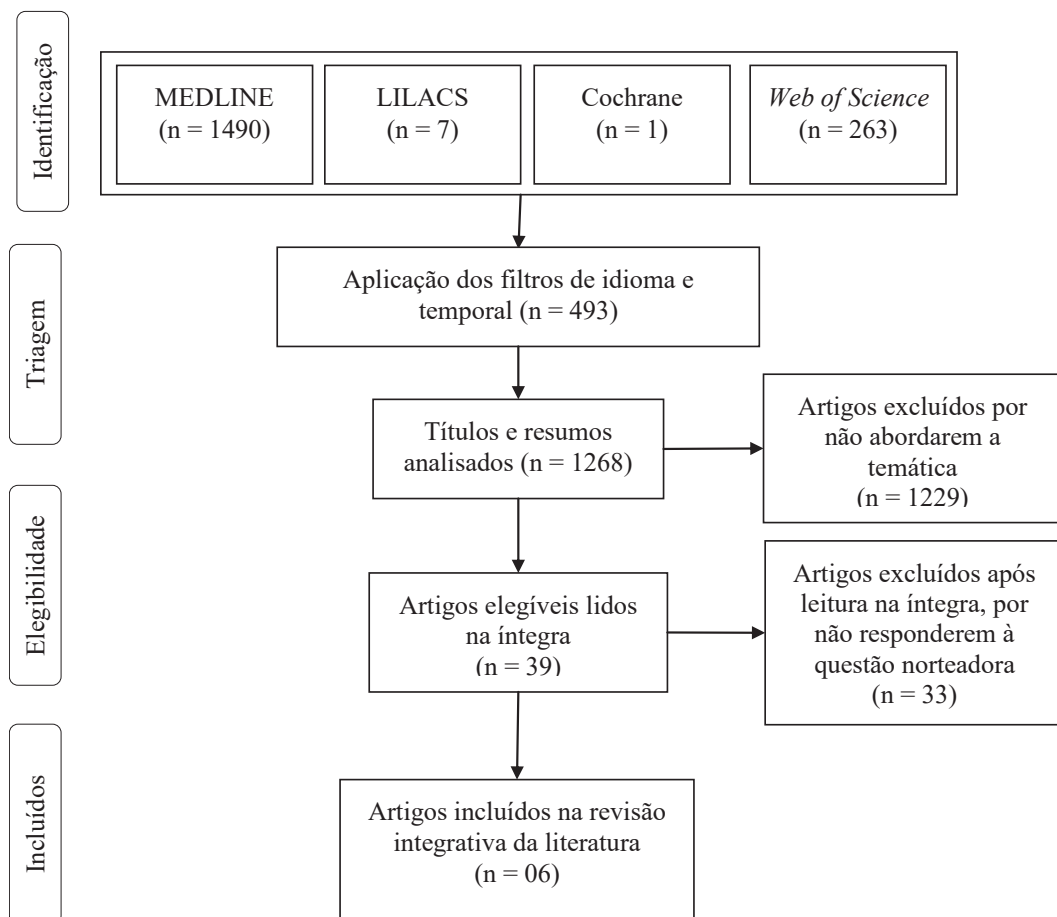 Identificação
MEDLINE
(n = 1490)
LILACS
(n = 7)
Cochrane
(n = 1)
Web of Science
(n = 263)
Triagem
Aplicação dos filtros de idioma e
temporal (n = 493)
Títulos e resumos
analisados (n = 1268)
Artigos excluídos por
não abordarem a
temática
(n = 1229)
Elegibilidade
Artigos elegíveis lidos
na íntegra
(n = 39)
Artigos excluídos após
leitura na íntegra, por
não responderem à
questão norteadora
(n = 33)
Incluídos
Artigos incluídos na revisão
integrativa da literatura
(n = 06)